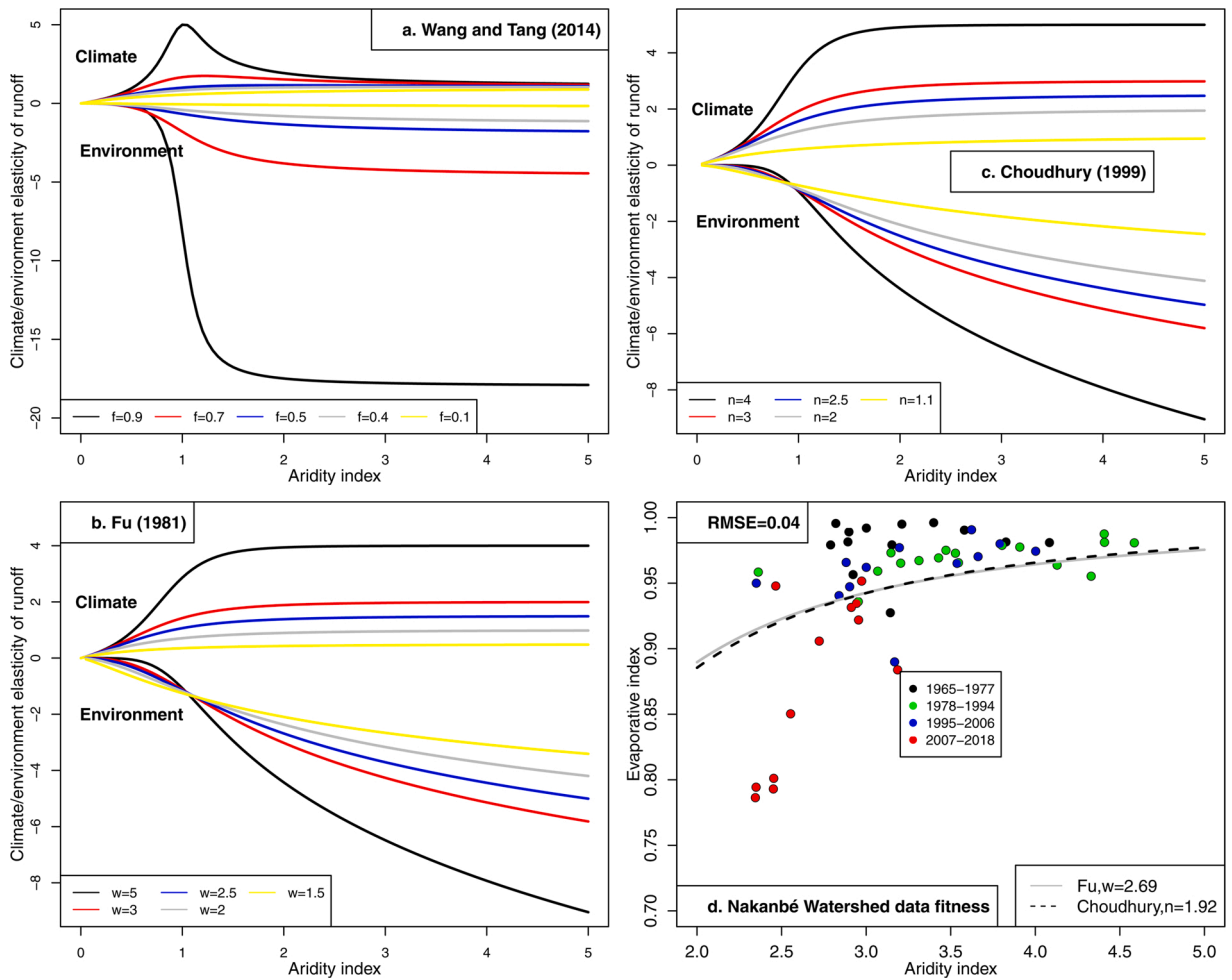 a. Wang and Tang (2014)
Climate
Environment
Climate/environment elasticity of runoff
5
0
−5
−10
−15
−20
f=0.9 f=0.7 f=0.5 f=0.4 f=0.1
0 1 2 3 4 5
Aridity index
c. Choudhury (1999)
Climate
Environment
Climate/environment elasticity of runoff
4
2
0
−2
−4
−6
−8
n=4 n=2.5 n=1.1
n=3 n=2
0 1 2 3 4 5
Aridity index
b. Fu (1981)
Climate
Environment
Climate/environment elasticity of runoff
4
2
0
−2
−4
−6
−8
w=5 w=2.5 w=1.5
w=3 w=2
0 1 2 3 4 5
Aridity index
RMSE=0.04
Evaporative index
1.00
0.95
0.90
0.85
0.80
0.75
0.70
1965−1977
1978−1994
1995−2006
2007−2018
d. Nakanbé Watershed data fitness
Fu,w=2.69
Choudhury,n=1.92
2.0 2.5 3.0 3.5 4.0 4.5 5.0
Aridity index